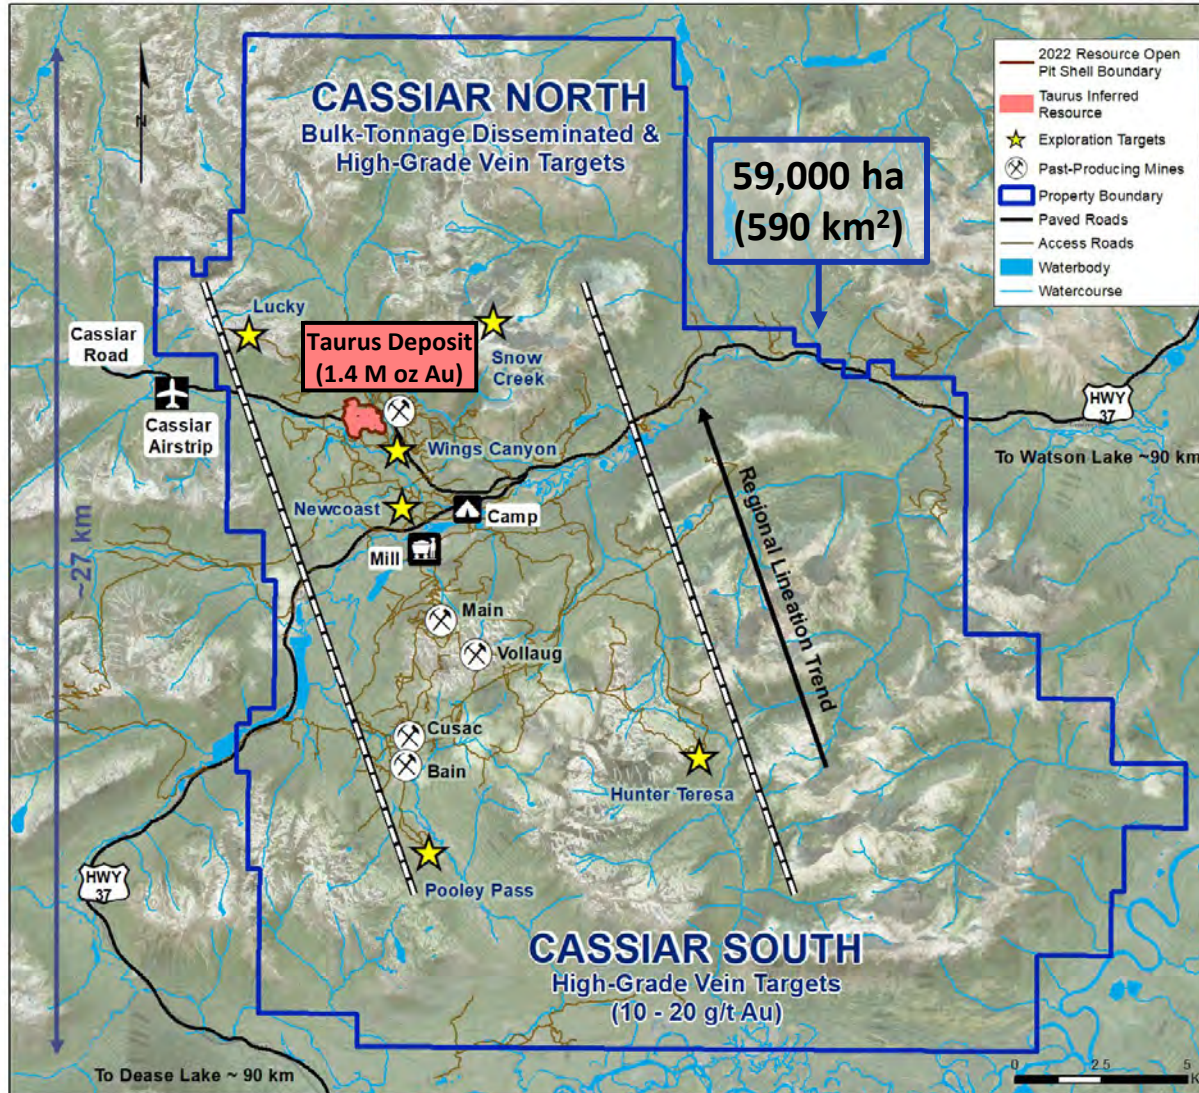 CASSIAR NORTH
Bulk-Tonnage Disseminated &
High-Grade Vein Targets
N
59,000 ha
(590 km²)
2022 Resource Open
Pit Shell Boundary
Taurus Inferred
Resource
Exploration Targets
Past-Producing Mines
Property Boundary
Paved Roads
Access Roads
Waterbody
Watercourse
Lucky
Cassiar
Road
Taurus Deposit
(1.4 M oz Au)
Snow
Creek
Cassiar
Airstrip
HWY
37
Wings Canyon
To Watson Lake ~90 km
Newcoast
Camp
Mill
~27 km
Regional Lineation Trend
Main
Vollaug
Cusac
Bain
Hunter Teresa
HWY
37
Pooley Pass
CASSIAR SOUTH
High-Grade Vein Targets
(10 - 20 g/t Au)
To Dease Lake ~ 90 km
0 2.5 5
K